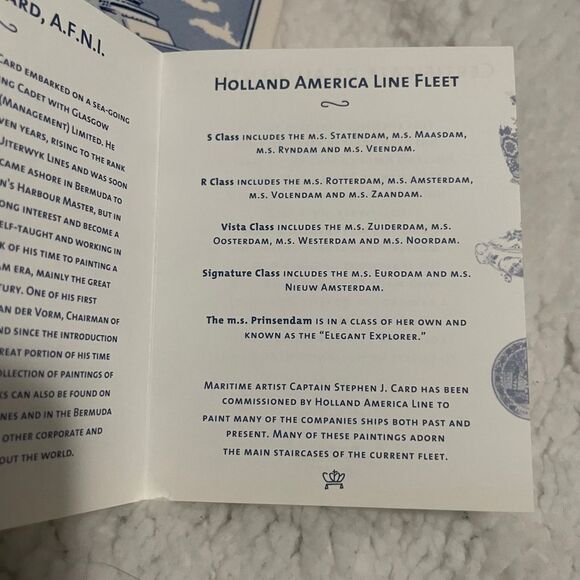 ARD, A.F.N.I.
CARD EMBARKED ON A SEA-GOING
NG CADET WITH GLASGOW
(MANAGEMENT) LIMITED. HE
VEN YEARS, RISING TO THE RANK
UITERWYK LINES AND WAS SOON
CAME ASHORE IN BERMUDA TO
N'S HARBOUR MASTER, BUT IN
ONG INTEREST AND BECOME A
ELF-TAUGHT AND WORKING IN
K OF HIS TIME TO PAINTING A
AM ERA, MAINLY THE GREAT
TURY. ONE OF HIS FIRST
AN DER VORM, CHAIRMAN OF
ND SINCE THE INTRODUCTION
REAT PORTION OF HIS TIME
OLLECTION OF PAINTINGS OF
KS CAN ALSO BE FOUND ON
NES AND IN THE BERMUDA
OTHER CORPORATE AND
OUT THE WORLD.
HOLLAND AMERICA LINE FLEET
S CLASS INCLUDES THE M.S. STATENDAM, M.S. MAASDAM,
M.S. RYNDAM AND M.S. VEENDAM.
R CLASS INCLUDES THE M.S. ROTTERDAM, M.S. AMSTERDAM,
M.S. VOLENDAM AND M.S. ZAANDAM.
VISTA CLASS INCLUDES THE M.S. ZUIDERDAM, M.S.
OOSTERDAM, M.S. WESTERDAM AND M.S. NOORDAM.
SIGNATURE CLASS INCLUDES THE M.S. EURODAM AND M.S.
NIEUW AMSTERDAM.
THE M.S. PRINSENDAM IS IN A CLASS OF HER OWN AND
KNOWN AS THE "ELEGANT EXPLORER."
MARITIME ARTIST CAPTAIN STEPHEN J. CARD HAS BEEN
COMMISSIONED BY HOLLAND AMERICA LINE TO
PAINT MANY OF THE COMPANIES SHIPS BOTH PAST AND
PRESENT. MANY OF THESE PAINTINGS ADORN
THE MAIN STAIRCASES OF THE CURRENT FLEET.